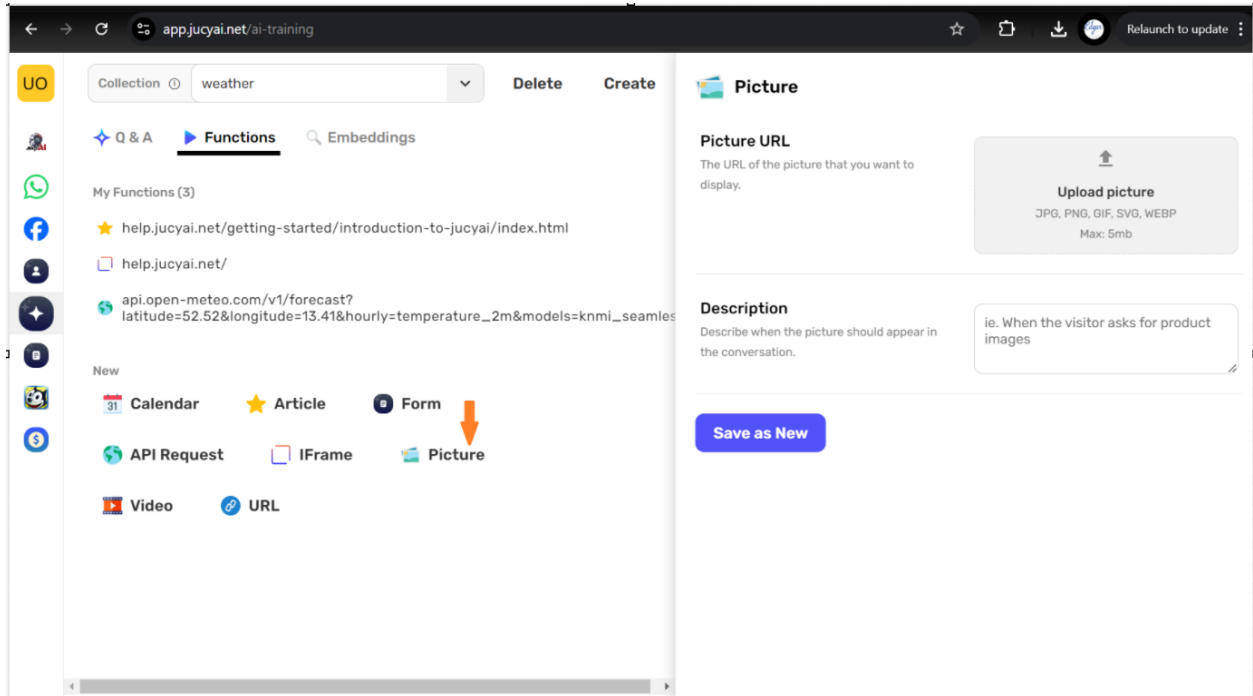 app.jucyai.net/ai-training
Relaunch to update
UO
Collection
weather
Delete
Create
Q & A
Functions
Embeddings
My Functions (3)
help.jucyai.net/getting-started/introduction-to-jucyai/index.html
help.jucyai.net/
api.open-meteo.com/v1/forecast?
latitude=52.52&longitude=13.41&hourly=temperature_2m&models=knmi_seamles
New
31
Calendar
Article
Form
API Request
IFrame
Picture
Video
URL
Picture
Picture URL
The URL of the picture that you want to
display.
Upload picture
JPG, PNG, GIF, SVG, WEBP
Max: 5mb
Description
Describe when the picture should appear in
the conversation.
ie. When the visitor asks for product
images
Save as New